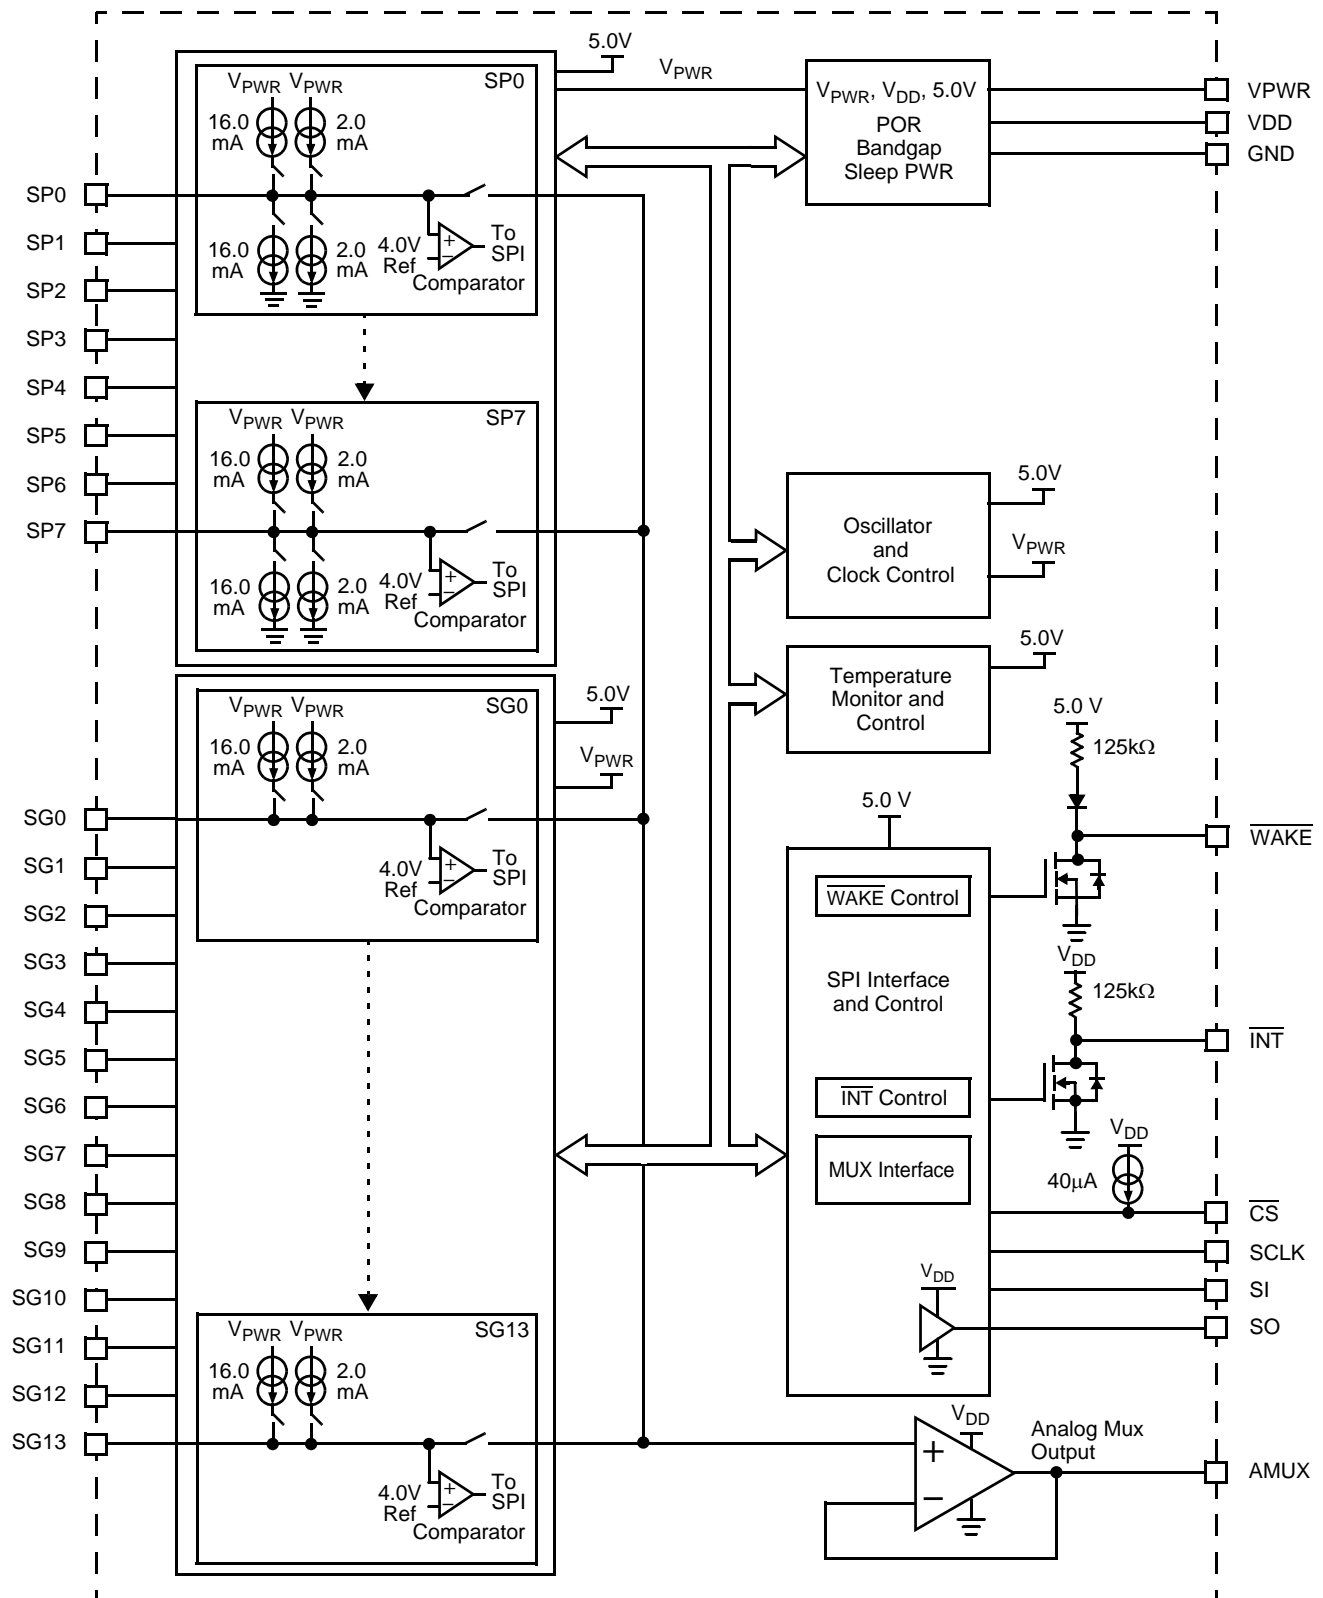 5.0V
VPWR
SP0
VPWR VPWR
16.0 mA
2.0 mA
16.0 mA
2.0 mA
4.0V Ref
+
−
To SPI
Comparator
SP7
VPWR VPWR
16.0 mA
2.0 mA
16.0 mA
2.0 mA
4.0V Ref
+
−
To SPI
Comparator
SG0
VPWR VPWR
16.0 mA
2.0 mA
4.0V Ref
+
−
To SPI
Comparator
5.0V
VPWR
SG13
VPWR VPWR
16.0 mA
2.0 mA
4.0V Ref
+
−
To SPI
Comparator
SP0
SP1
SP2
SP3
SP4
SP5
SP6
SP7
SG0
SG1
SG2
SG3
SG4
SG5
SG6
SG7
SG8
SG9
SG10
SG11
SG12
SG13
VPWR, VDD, 5.0V
POR
Bandgap
Sleep PWR
VPWR
VDD
GND
Oscillator
and
Clock Control
5.0V
VPWR
Temperature
Monitor and
Control
5.0V
5.0 V
125kΩ
WAKE
5.0 V
WAKE Control
SPI Interface
and Control
VDD
125kΩ
INT
INT Control
MUX Interface
VDD
40µA
CS
SCLK
SI
VDD
SO
VDD
+
−
Analog Mux
Output
AMUX